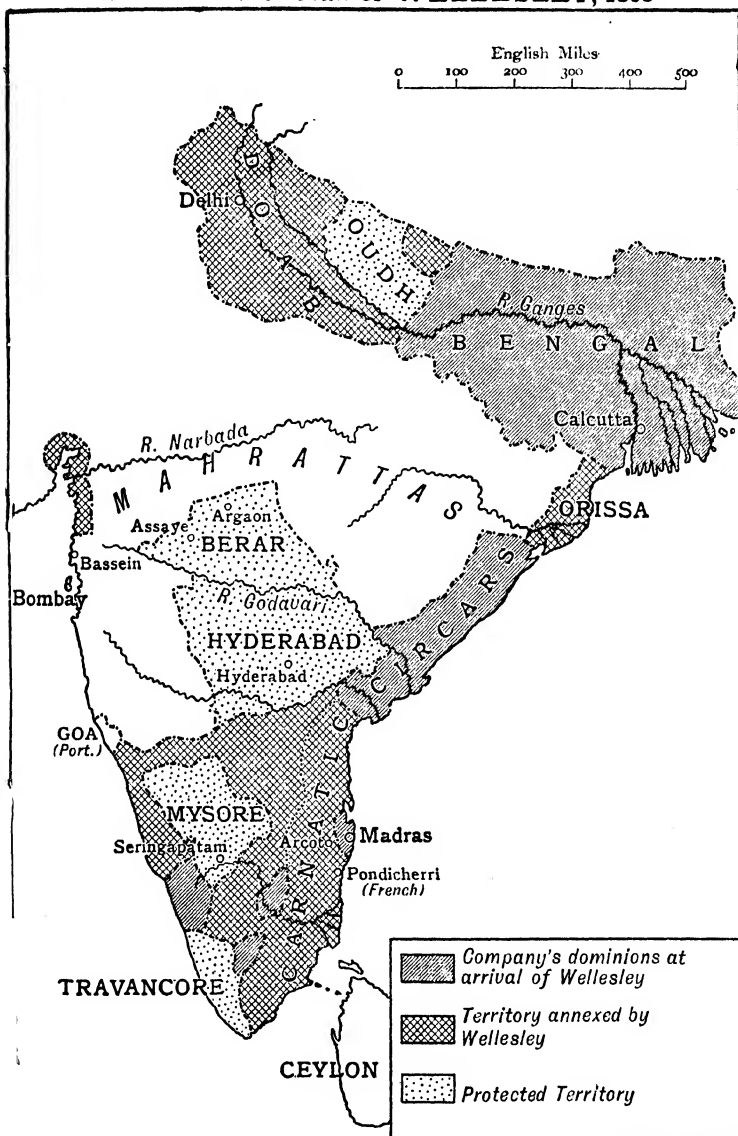 WELLESLEY, 1805
English Miles
0 100 200 300 400 500
DOAB
Delhi
OUDH
R. Ganges
BENGAL
Calcutta
R. Narbada
MAHRATTAS
ORISSA
Argaon
Assaye
BERAR
Bassein
Bombay
R. Godavari
CIRCARS
HYDERABAD
Hyderabad
GOA
(Port.)
CARNATIC
MYSORE
Madras
Seringapatam
Arcot
Pondicherri
(French)
TRAVANCORE
CEYLON
Company's dominions at
arrival of Wellesley
Territory annexed by
Wellesley
Protected Territory